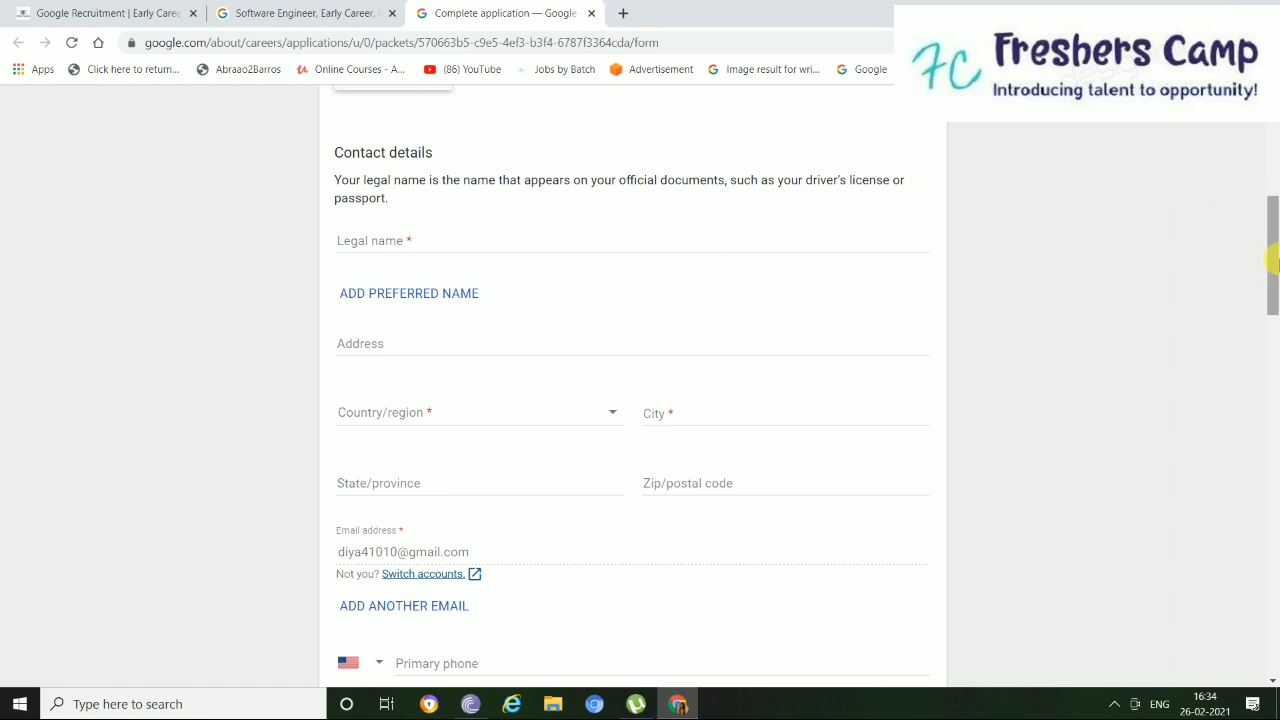 Google Recruitment | Early Caree
Software Engineer, Early Career,
Complete application — Google
google.com/about/careers/applications/u/0/packets/570663b5-c9e5-4ef3-b3f4-6787f3364cda/form
Apps
Click here to return...
About-Barros
Online
(86) YouTube
Jobs by Batch
Advertisement
Image result for wri...
Google
FC
Freshers Camp
Introducing talent to opportunity!
Contact details
Your legal name is the name that appears on your official documents, such as your driver's license or
passport.
Legal name *
ADD PREFERRED NAME
Address
Country/region *
City *
State/province
Zip/postal code
Email address *
diya41010@gmail.com
Not you? Switch accounts.
ADD ANOTHER EMAIL
Primary phone
Type here to search
ENG
16:34
26-02-2021